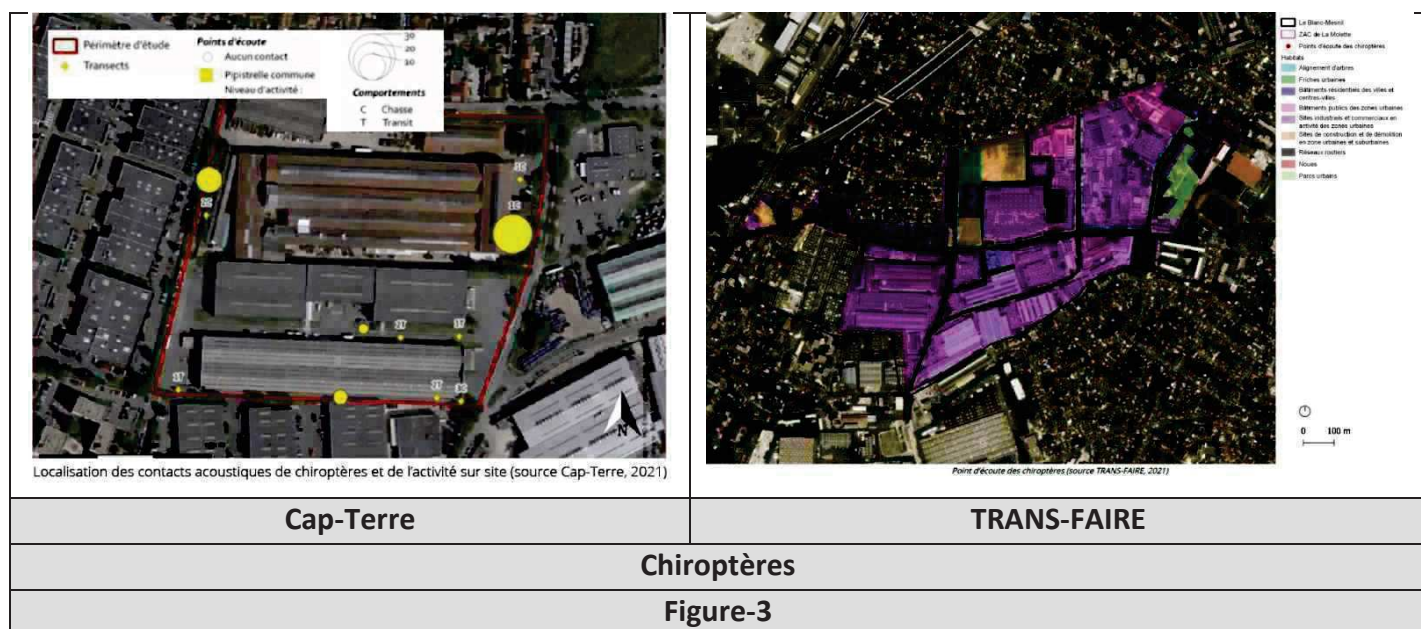 Périmètre d'étude
Transects
Points d'écoute
Aucun contact
Pipistrelle commune
Niveau d'activité :
30
20
10
Comportements
C Chasse
T Transit
1C
1T
2T
1T
2T
N
Localisation des contacts acoustiques de chiroptères et de l'activité sur site (source Cap-Terre, 2021)
Le Blanc-Mesnil
ZAC de La Molette
Points d'écoute des chiroptères
Habitats
Alignement d'arbres
Friches urbaines
Bâtiments résidentiels des villes et
centres-villes
Bâtiments publics des zones urbaines
Sites industriels et commerciaux en
activité des zones urbaines
Sites de construction et de démolition
en zone urbaines et suburbaines
Réseaux routiers
Noues
Parcs urbains
0 100 m
Point d'écoute des chiroptères (source TRANS-FAIRE, 2021)
Cap-Terre
TRANS-FAIRE
Chiroptères
Figure-3